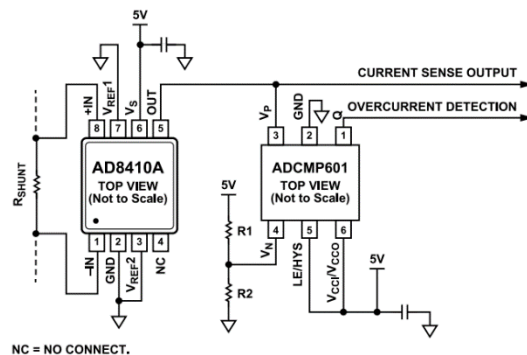 5V
CURRENT SENSE OUTPUT
OVERCURRENT DETECTION
+IN
VREF1
VS
OUT
8
7
6
5
AD8410A
TOP VIEW
(Not to Scale)
1
2
3
4
–IN
GND
VREF2
NC
RSHUNT
VP
GND
Q
3
2
1
ADCMP601
TOP VIEW
(Not to Scale)
4
5
6
VN
LE/HYS
VCCI/VCCO
5V
R1
R2
5V
NC = NO CONNECT.